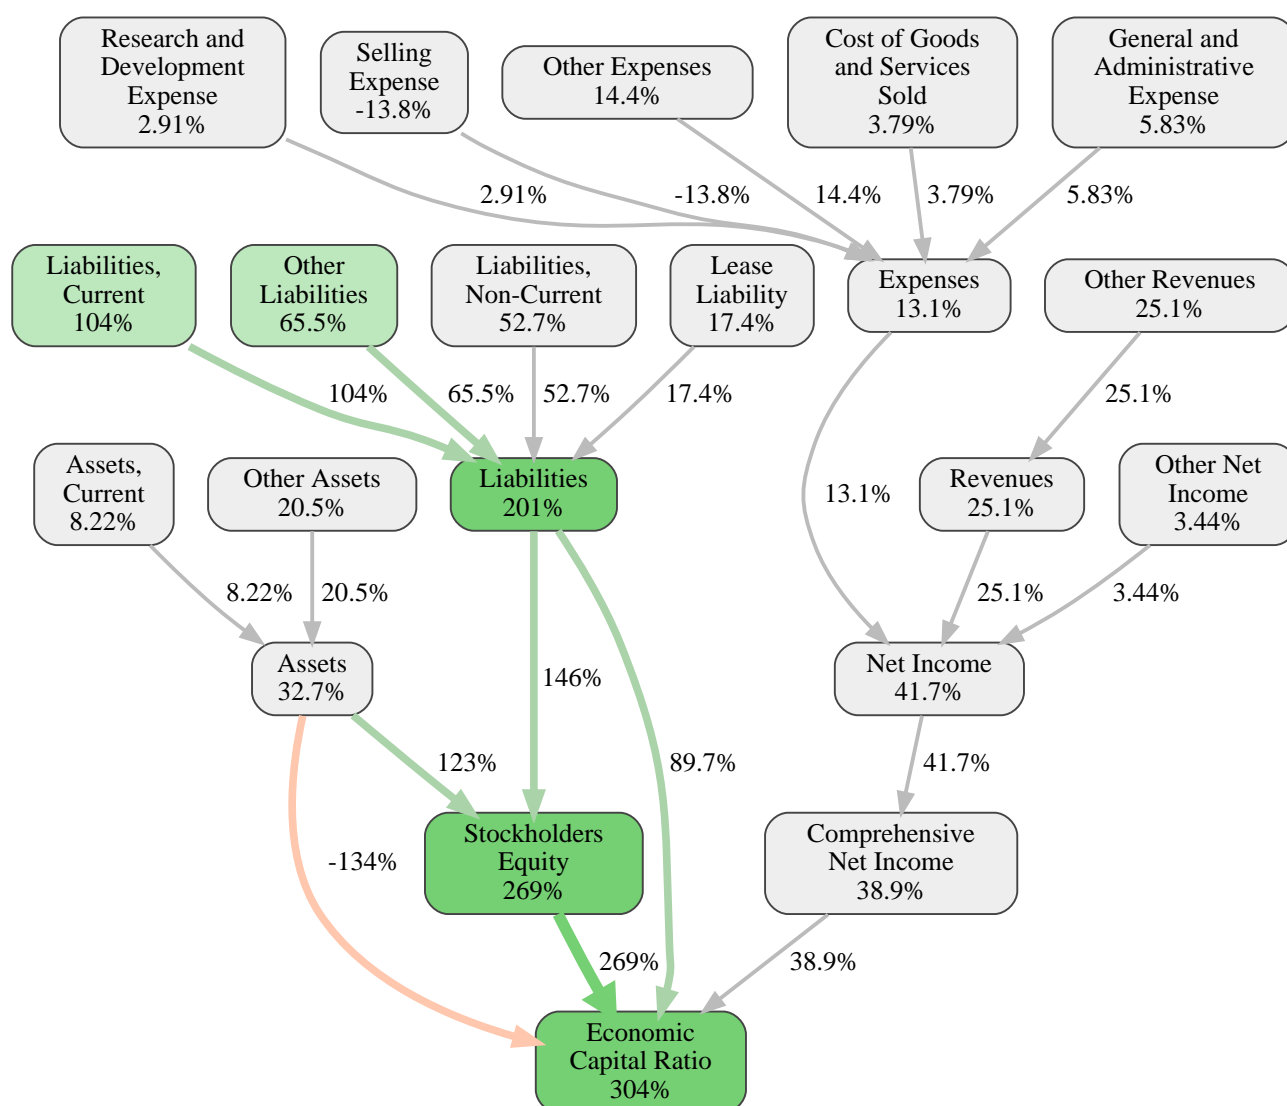 Research and
Development
Expense
2.91%
Selling
Expense
-13.8%
Other Expenses
14.4%
Cost of Goods
and Services
Sold
3.79%
General and
Administrative
Expense
5.83%
2.91%
-13.8%
14.4%
3.79%
5.83%
Liabilities,
Current
104%
Other
Liabilities
65.5%
Liabilities,
Non-Current
52.7%
Lease
Liability
17.4%
Expenses
13.1%
Other Revenues
25.1%
104%
65.5%
52.7%
17.4%
25.1%
Assets,
Current
8.22%
Other Assets
20.5%
Liabilities
201%
13.1%
Revenues
25.1%
Other Net
Income
3.44%
8.22%
20.5%
25.1%
3.44%
Assets
32.7%
146%
Net Income
41.7%
123%
89.7%
41.7%
-134%
Stockholders
Equity
269%
Comprehensive
Net Income
38.9%
269%
38.9%
Economic
Capital Ratio
304%